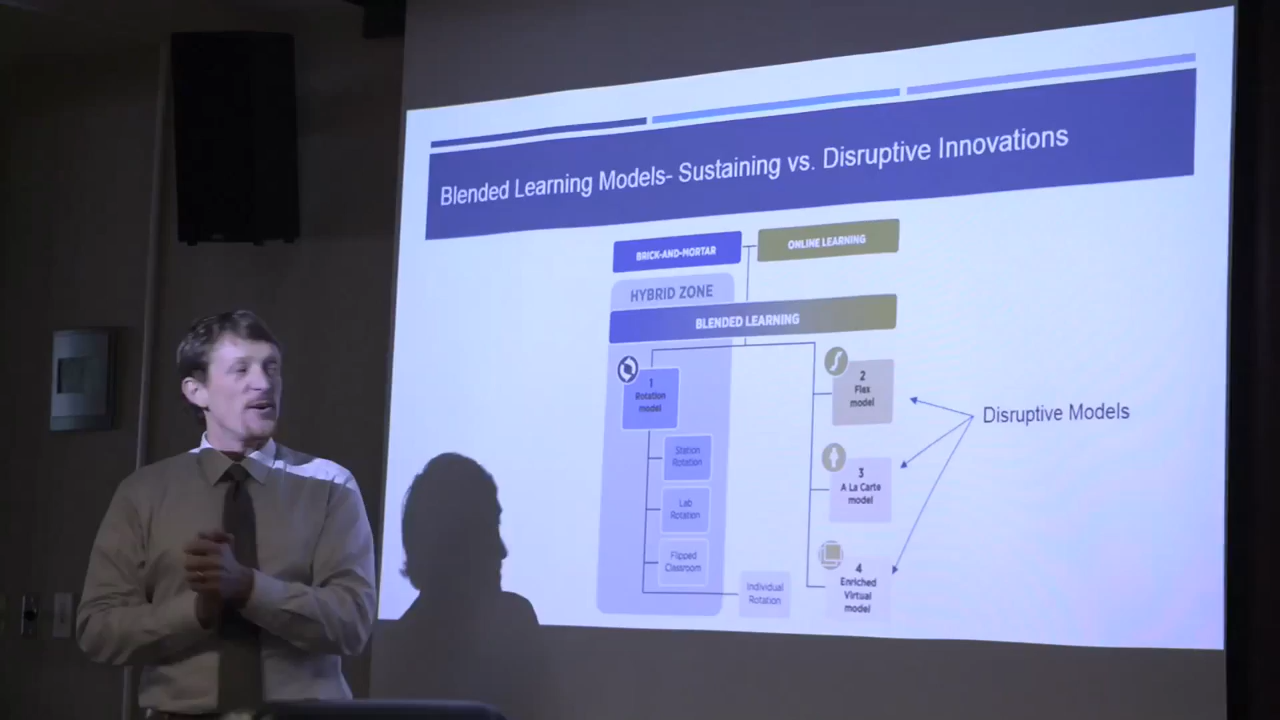 Blended Learning Models- Sustaining vs. Disruptive Innovations
BRICK-AND-MORTAR
ONLINE LEARNING
HYBRID ZONE
BLENDED LEARNING
1
Rotation
model
Station
Rotation
Lab
Rotation
Flipped
Classroom
Individual
Rotation
2
Flex
model
3
A La Carte
model
4
Enriched
Virtual
model
Disruptive Models